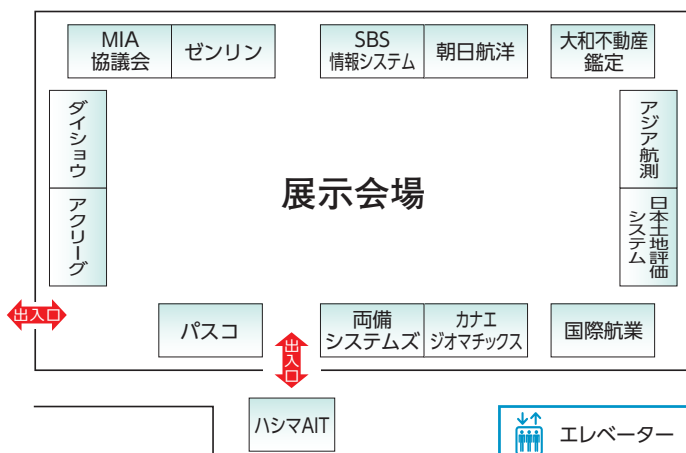 MIA
協議会
ゼンリン
SBS
情報システム
朝日航洋
大和不動産
鑑定
ダイショウ
アクリーグ
展示会場
アジア航測
日本土地評価
システム
出入口
パスコ
出入口
両備
システムズ
カナエ
ジオマチックス
国際航業
ハシマAIT
エレベーター